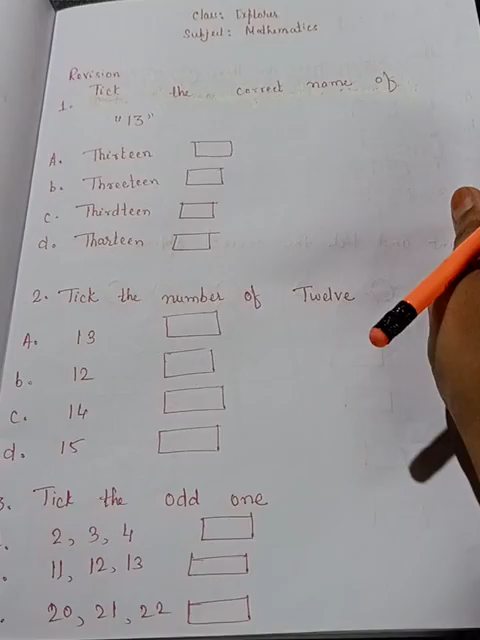 Class: Explorer
Subject: Mathematics
Revision
1. Tick the correct name of
"13"
A. Thirteen
b. Threeteen
c. Thirdteen
d. Tharteen
2. Tick the number of Twelve
A. 13
b. 12
c. 14
d. 15
3. Tick the odd one
2, 3, 4
11, 12, 13
20, 21, 22